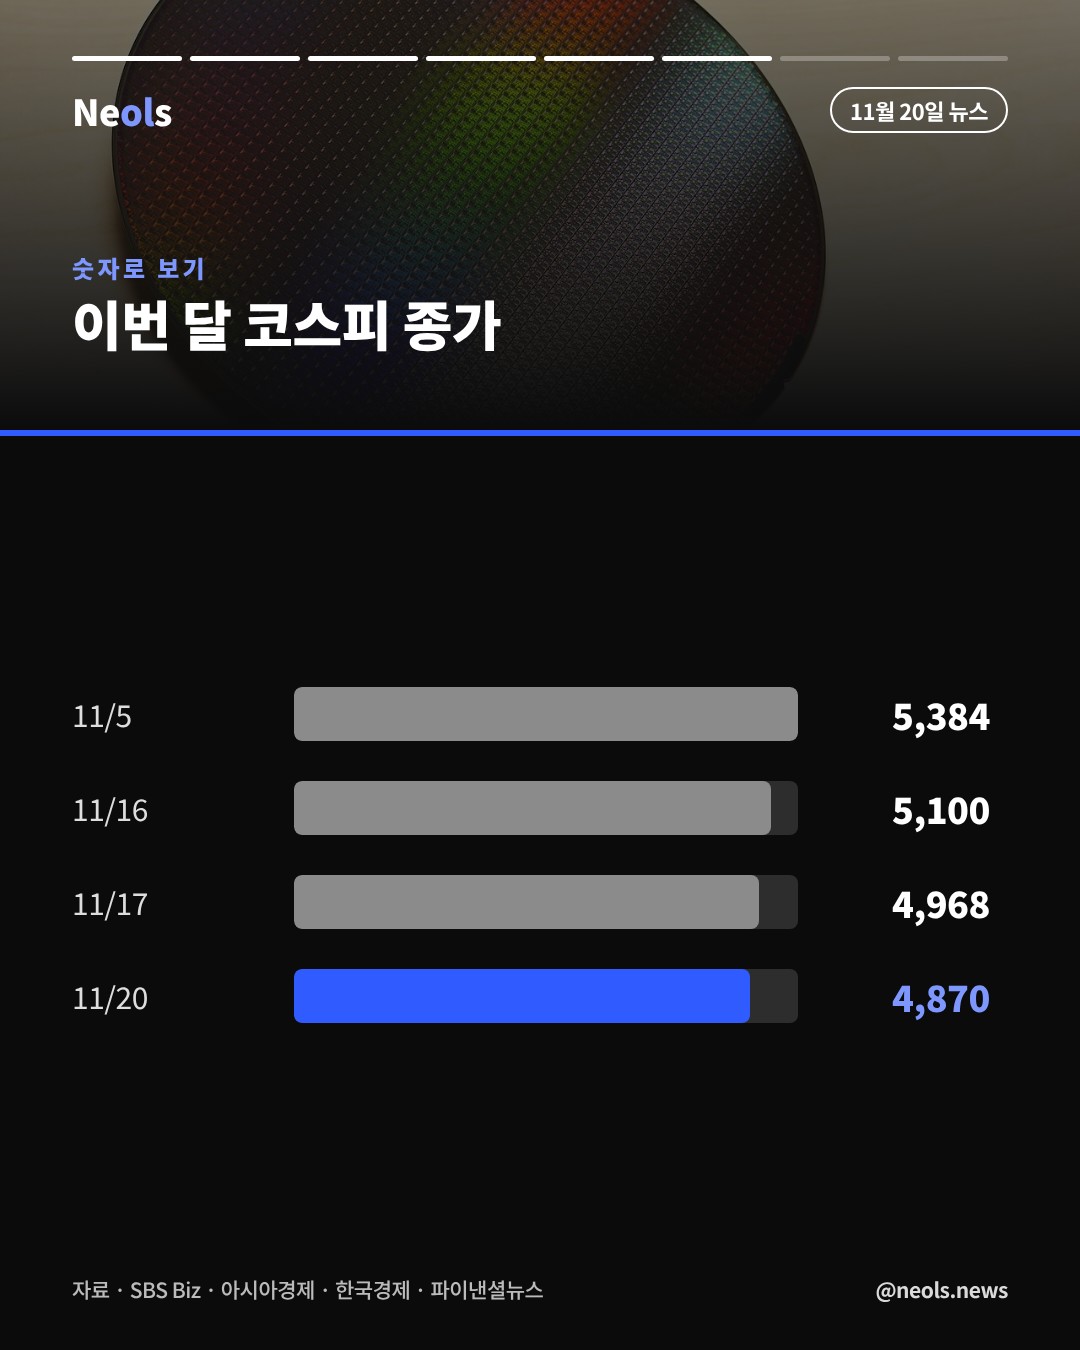 Neols
11월 20일 뉴스
숫자로 보기
이번 달 코스피 종가
11/5 5,384
11/16 5,100
11/17 4,968
11/20 4,870
자료 · SBS Biz · 아시아경제 · 한국경제 · 파이낸셜뉴스
@neols.news